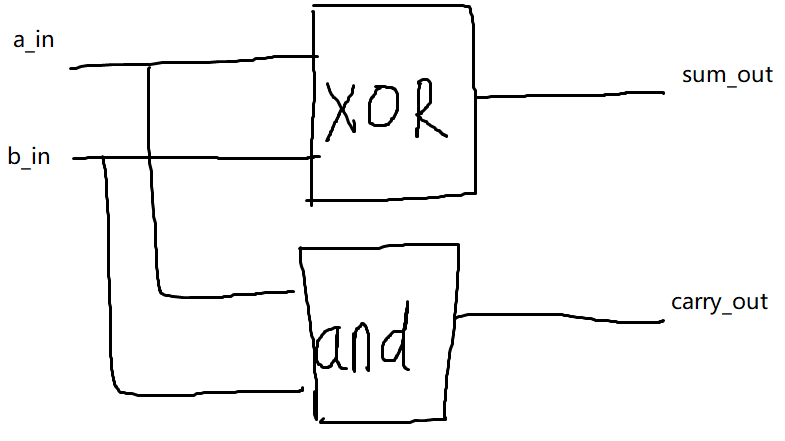 a_in
XOR
sum_out
b_in
and
carry_out